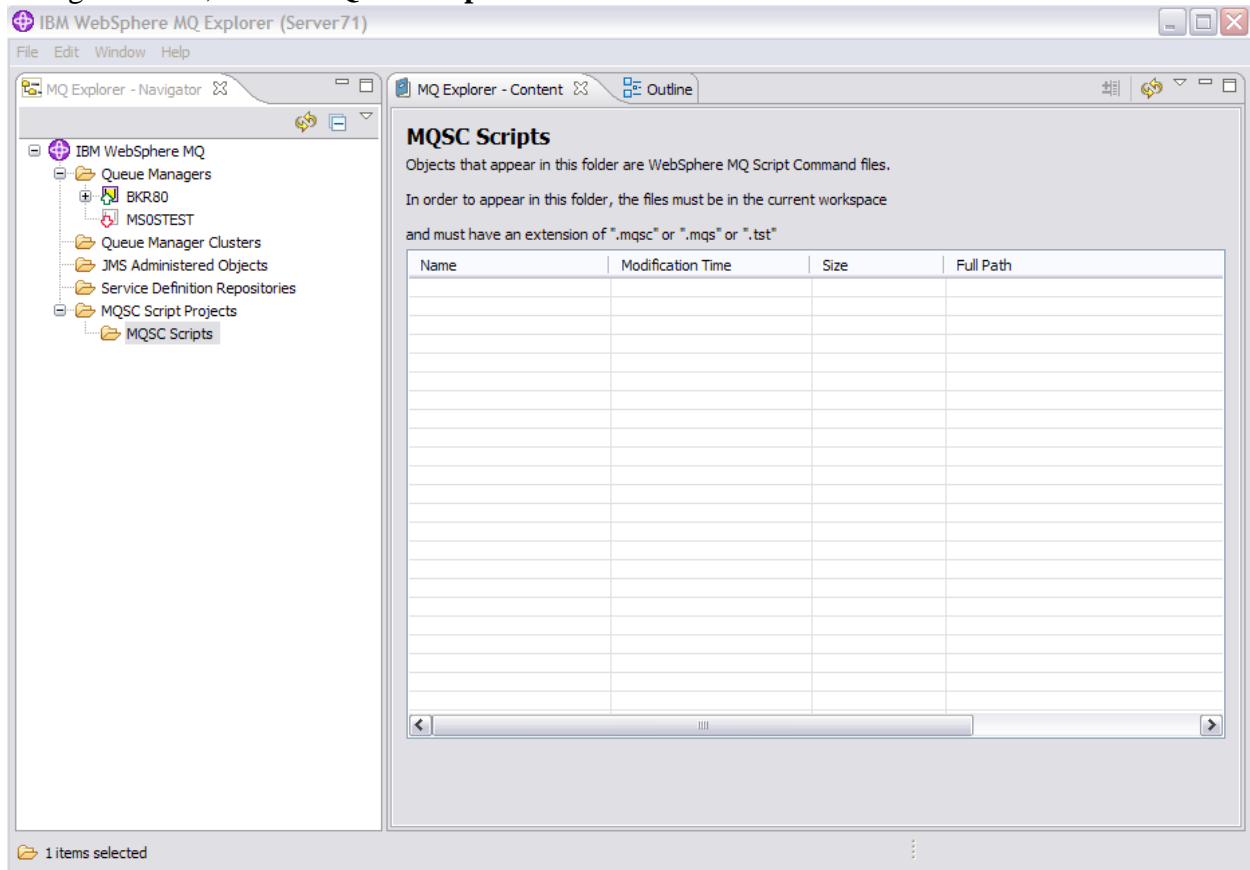 IBM WebSphere MQ Explorer (Server71)
File Edit Window Help
MQ Explorer - Navigator
MQ Explorer - Content
Outline
IBM WebSphere MQ
Queue Managers
BKR80
MS0STEST
Queue Manager Clusters
JMS Administered Objects
Service Definition Repositories
MQSC Script Projects
MQSC Scripts
MQSC Scripts
Objects that appear in this folder are WebSphere MQ Script Command files.
In order to appear in this folder, the files must be in the current workspace
and must have an extension of ".mqsc" or ".mqs" or ".tst"
Name Modification Time Size Full Path
1 items selected